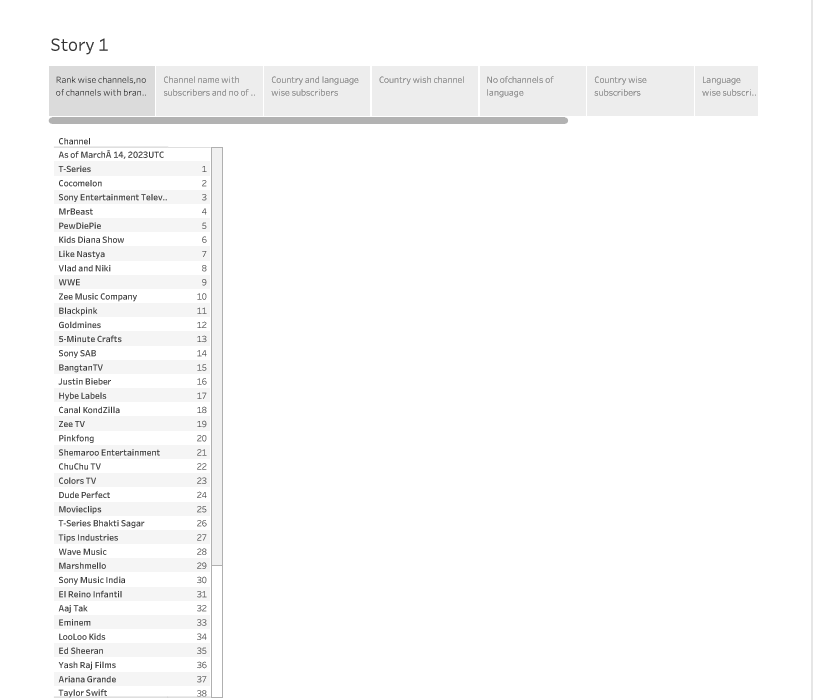 Story 1
Rank wise channels,no
of channels with bran..
Channel name with
subscribers and no of ..
Country and language
wise subscribers
Country wish channel
No ofchannels of
language
Country wise
subscribers
Language
wise subscri..
Channel
As of MarchÂ 14, 2023UTC
T-Series 1
Cocomelon 2
Sony Entertainment Telev.. 3
MrBeast 4
PewDiePie 5
Kids Diana Show 6
Like Nastya 7
Vlad and Niki 8
WWE 9
Zee Music Company 10
Blackpink 11
Goldmines 12
5-Minute Crafts 13
Sony SAB 14
BangtanTV 15
Justin Bieber 16
Hybe Labels 17
Canal KondZilla 18
Zee TV 19
Pinkfong 20
Shemaroo Entertainment 21
ChuChu TV 22
Colors TV 23
Dude Perfect 24
Movieclips 25
T-Series Bhakti Sagar 26
Tips Industries 27
Wave Music 28
Marshmello 29
Sony Music India 30
El Reino Infantil 31
Aaj Tak 32
Eminem 33
LooLoo Kids 34
Ed Sheeran 35
Yash Raj Films 36
Ariana Grande 37
Taylor Swift 38